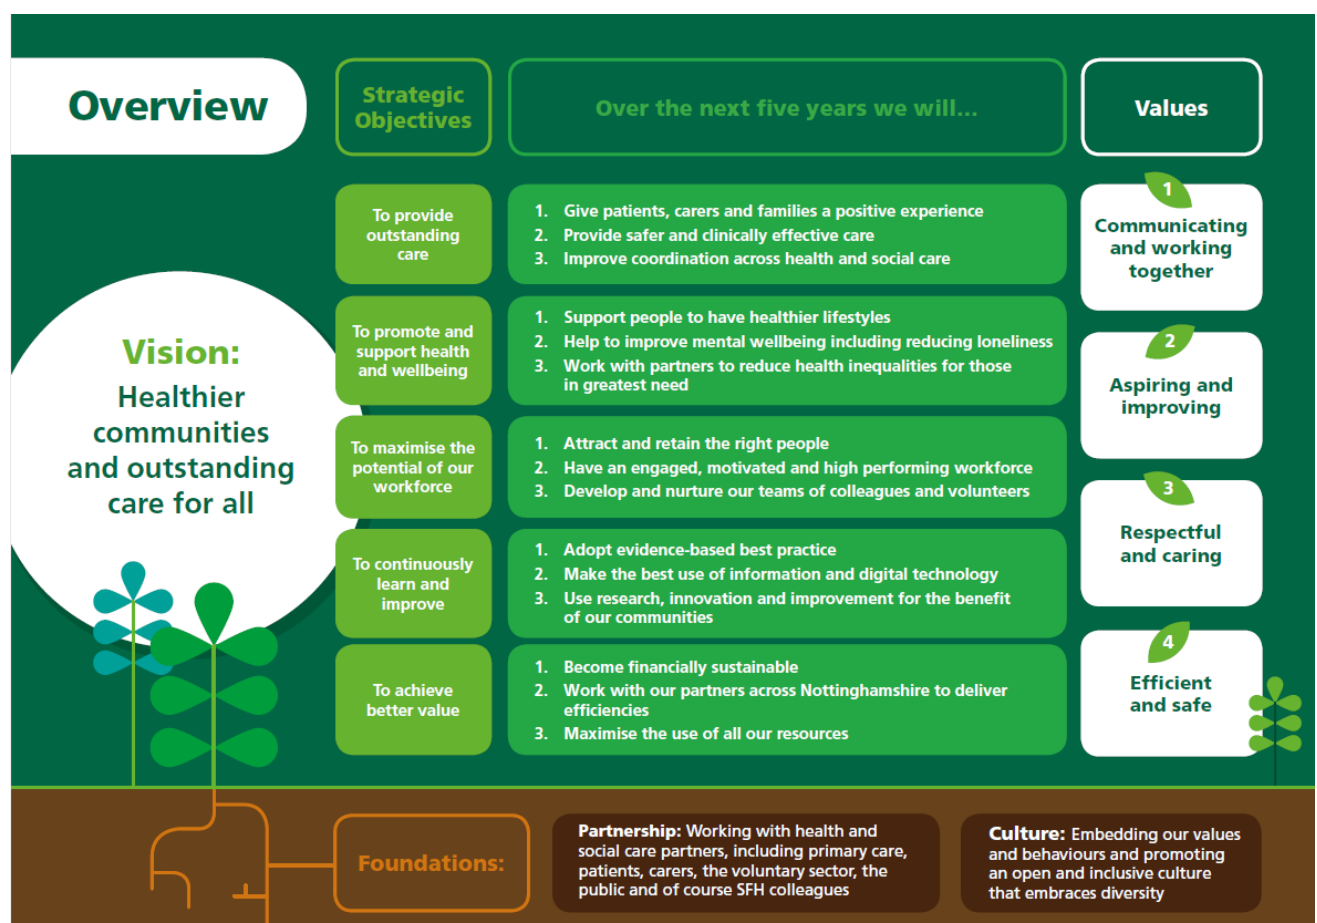 Overview
Strategic
Objectives
Over the next five years we will...
Values
Vision:
Healthier
communities
and outstanding
care for all
To provide
outstanding
care
1. Give patients, carers and families a positive experience
2. Provide safer and clinically effective care
3. Improve coordination across health and social care
To promote and
support health
and wellbeing
1. Support people to have healthier lifestyles
2. Help to improve mental wellbeing including reducing loneliness
3. Work with partners to reduce health inequalities for those
in greatest need
To maximise the
potential of our
workforce
1. Attract and retain the right people
2. Have an engaged, motivated and high performing workforce
3. Develop and nurture our teams of colleagues and volunteers
To continuously
learn and
improve
1. Adopt evidence-based best practice
2. Make the best use of information and digital technology
3. Use research, innovation and improvement for the benefit
of our communities
To achieve
better value
1. Become financially sustainable
2. Work with our partners across Nottinghamshire to deliver
efficiencies
3. Maximise the use of all our resources
1
Communicating
and working
together
2
Aspiring and
improving
3
Respectful
and caring
4
Efficient
and safe
Foundations:
Partnership: Working with health and
social care partners, including primary care,
patients, carers, the voluntary sector, the
public and of course SFH colleagues
Culture: Embedding our values
and behaviours and promoting
an open and inclusive culture
that embraces diversity